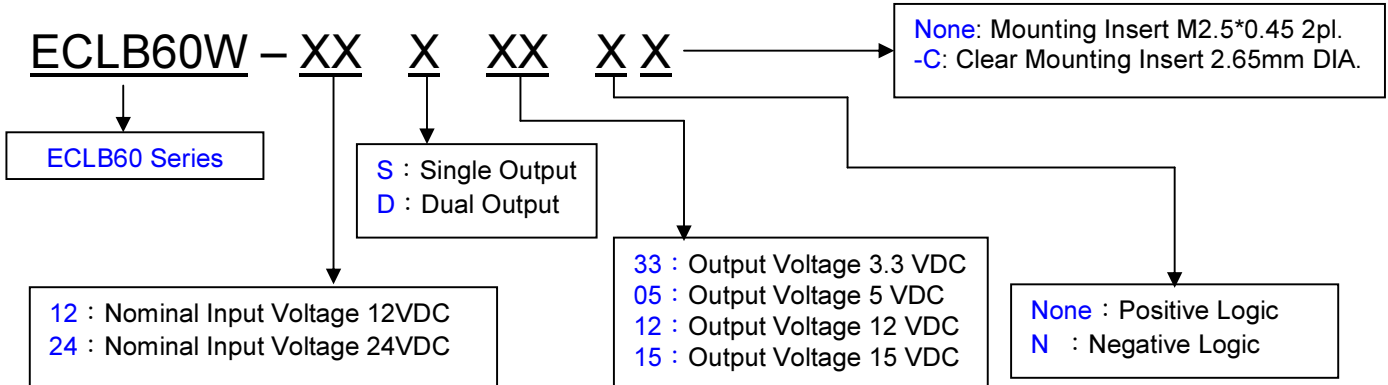 ECLB60W – XX X XX X X
None: Mounting Insert M2.5*0.45 2pl.
-C: Clear Mounting Insert 2.65mm DIA.
ECLB60 Series
S：Single Output
D：Dual Output
12：Nominal Input Voltage 12VDC
24：Nominal Input Voltage 24VDC
33：Output Voltage 3.3 VDC
05：Output Voltage 5 VDC
12：Output Voltage 12 VDC
15：Output Voltage 15 VDC
None：Positive Logic
N ：Negative Logic